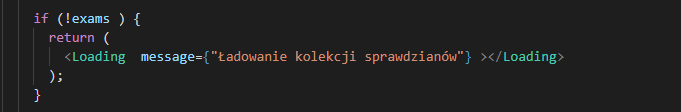 if (!exams ) {
return (
<Loading  message={"Ładowanie kolekcji sprawdzianów"} ></Loading>
);
}